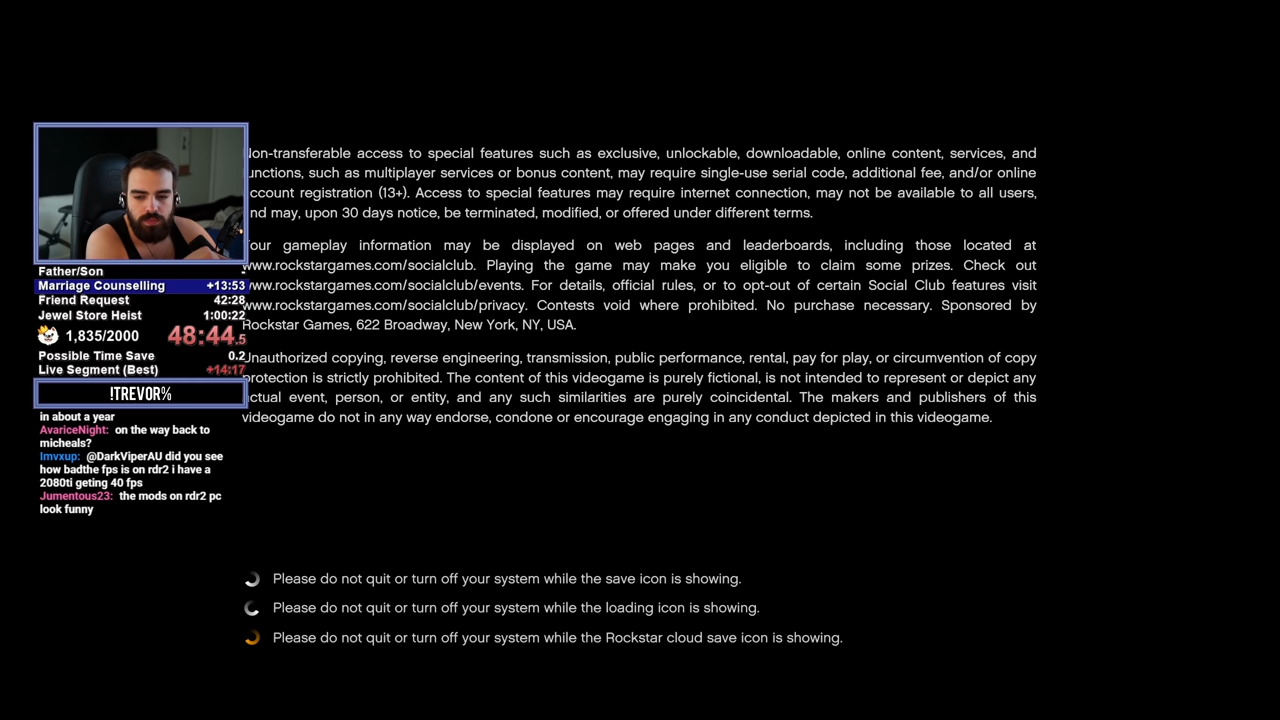 Non-transferable access to special features such as exclusive, unlockable, downloadable, online content, services, and
functions, such as multiplayer services or bonus content, may require single-use serial code, additional fee, and/or online
account registration (13+). Access to special features may require internet connection, may not be available to all users,
and may, upon 30 days notice, be terminated, modified, or offered under different terms.
Your gameplay information may be displayed on web pages and leaderboards, including those located at
www.rockstargames.com/socialclub. Playing the game may make you eligible to claim some prizes. Check out
www.rockstargames.com/socialclub/events. For details, official rules, or to opt-out of certain Social Club features visit
www.rockstargames.com/socialclub/privacy. Contests void where prohibited. No purchase necessary. Sponsored by
Rockstar Games, 622 Broadway, New York, NY, USA.
Unauthorized copying, reverse engineering, transmission, public performance, rental, pay for play, or circumvention of copy
protection is strictly prohibited. The content of this videogame is purely fictional, is not intended to represent or depict any
actual event, person, or entity, and any such similarities are purely coincidental. The makers and publishers of this
videogame do not in any way endorse, condone or encourage engaging in any conduct depicted in this videogame.
Father/Son -
Marriage Counselling +13:53
Friend Request 42:28
Jewel Store Heist 1:00:22
1,835/2000 48:44.5
Possible Time Save 0.2
Live Segment (Best) +14:17
!TREVOR%
in about a year
AvariceNight: on the way back to
micheals?
Imvxup: @DarkViperAU did you see
how badthe fps is on rdr2 i have a
2080ti geting 40 fps
Jumentous23: the mods on rdr2 pc
look funny
Please do not quit or turn off your system while the save icon is showing.
Please do not quit or turn off your system while the loading icon is showing.
Please do not quit or turn off your system while the Rockstar cloud save icon is showing.